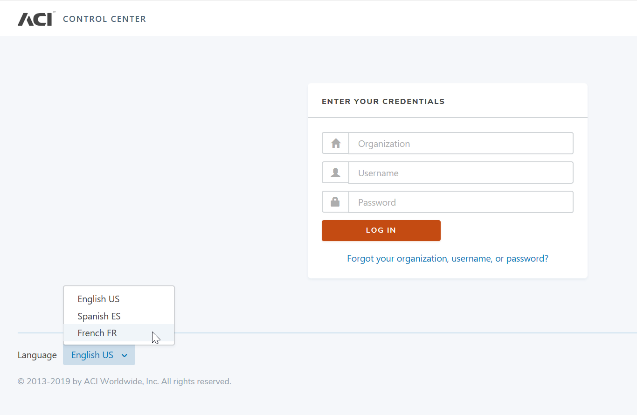 ACI CONTROL CENTER
ENTER YOUR CREDENTIALS
Organization
Username
Password
LOG IN
Forgot your organization, username, or password?
English US
Spanish ES
French FR
Language English US
© 2013-2019 by ACI Worldwide, Inc. All rights reserved.